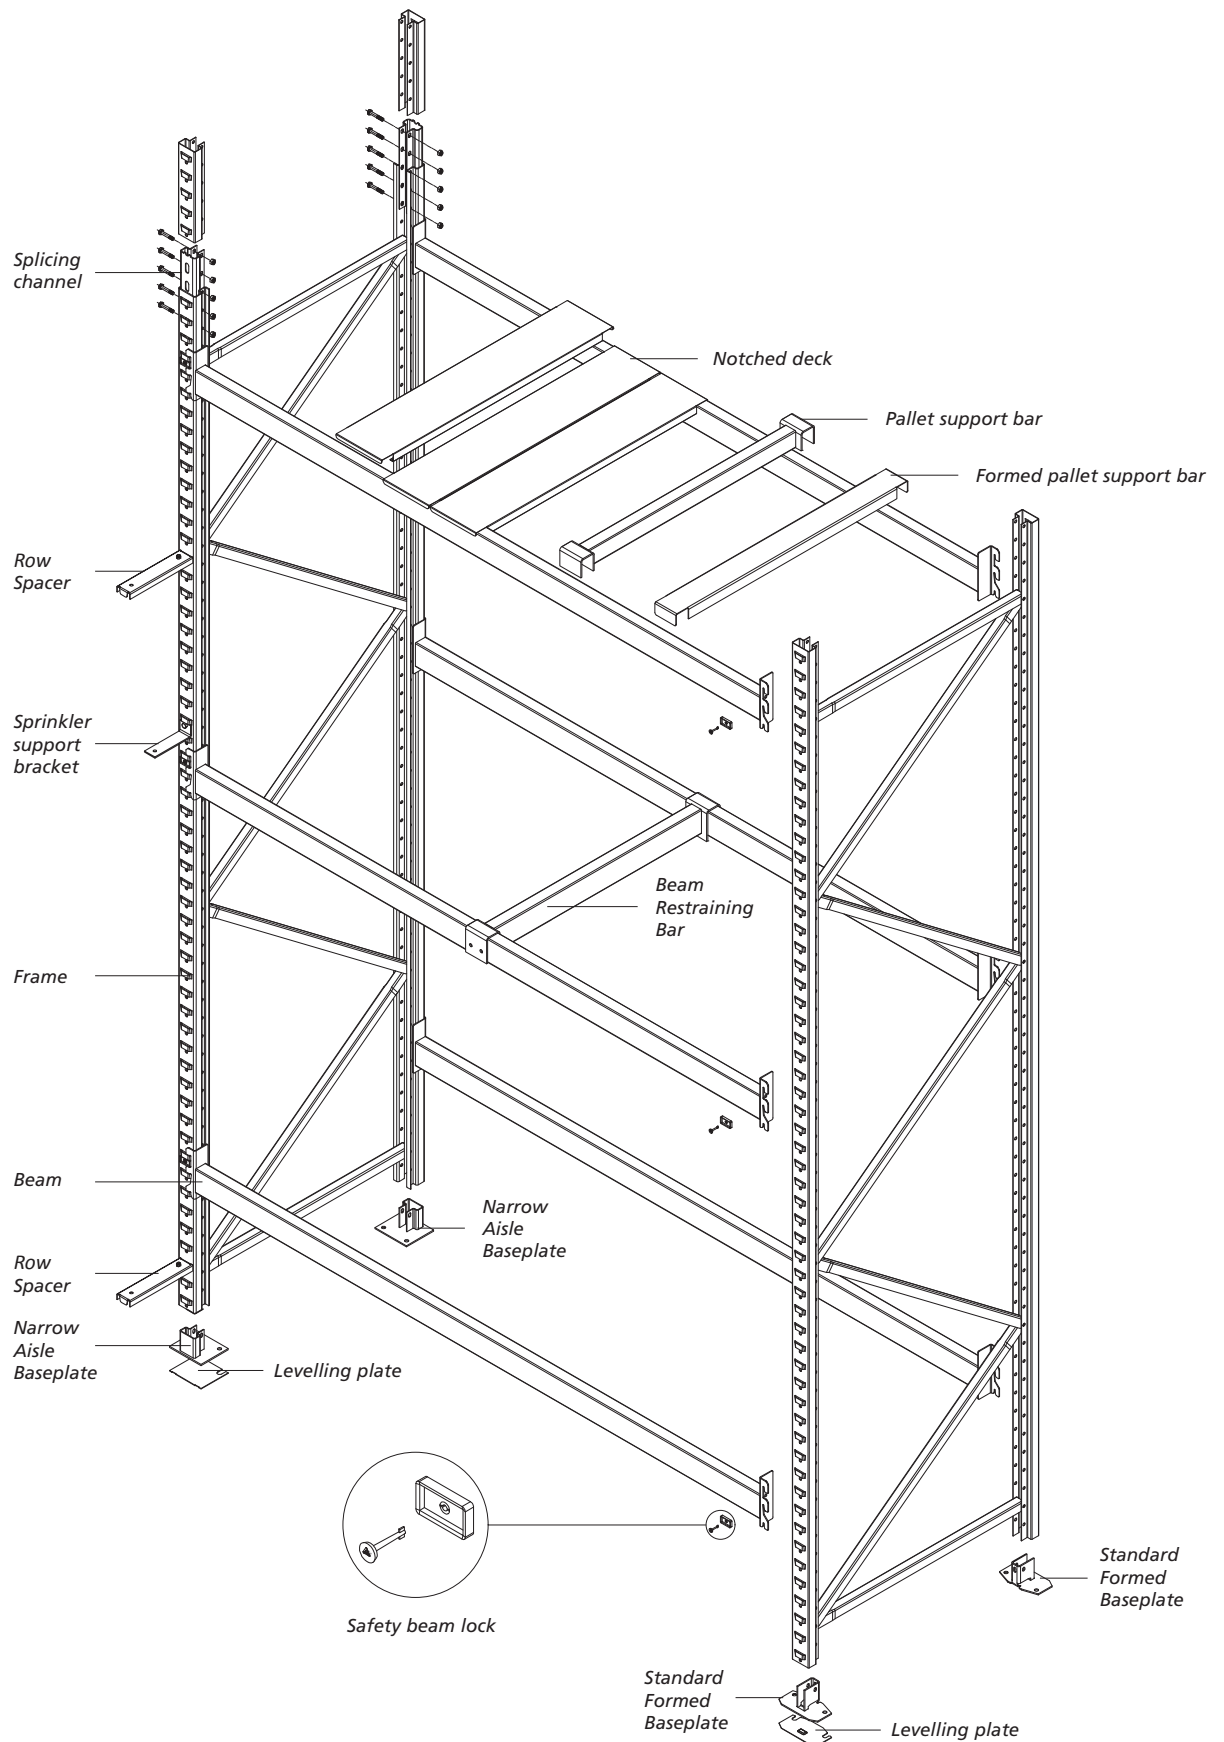 Splicing
channel
Notched deck
Pallet support bar
Formed pallet support bar
Row
Spacer
Sprinkler
support
bracket
Beam
Restraining
Bar
Frame
Beam
Narrow
Aisle
Baseplate
Row
Spacer
Narrow
Aisle
Baseplate
Levelling plate
Safety beam lock
Standard
Formed
Baseplate
Standard
Formed
Baseplate
Levelling plate